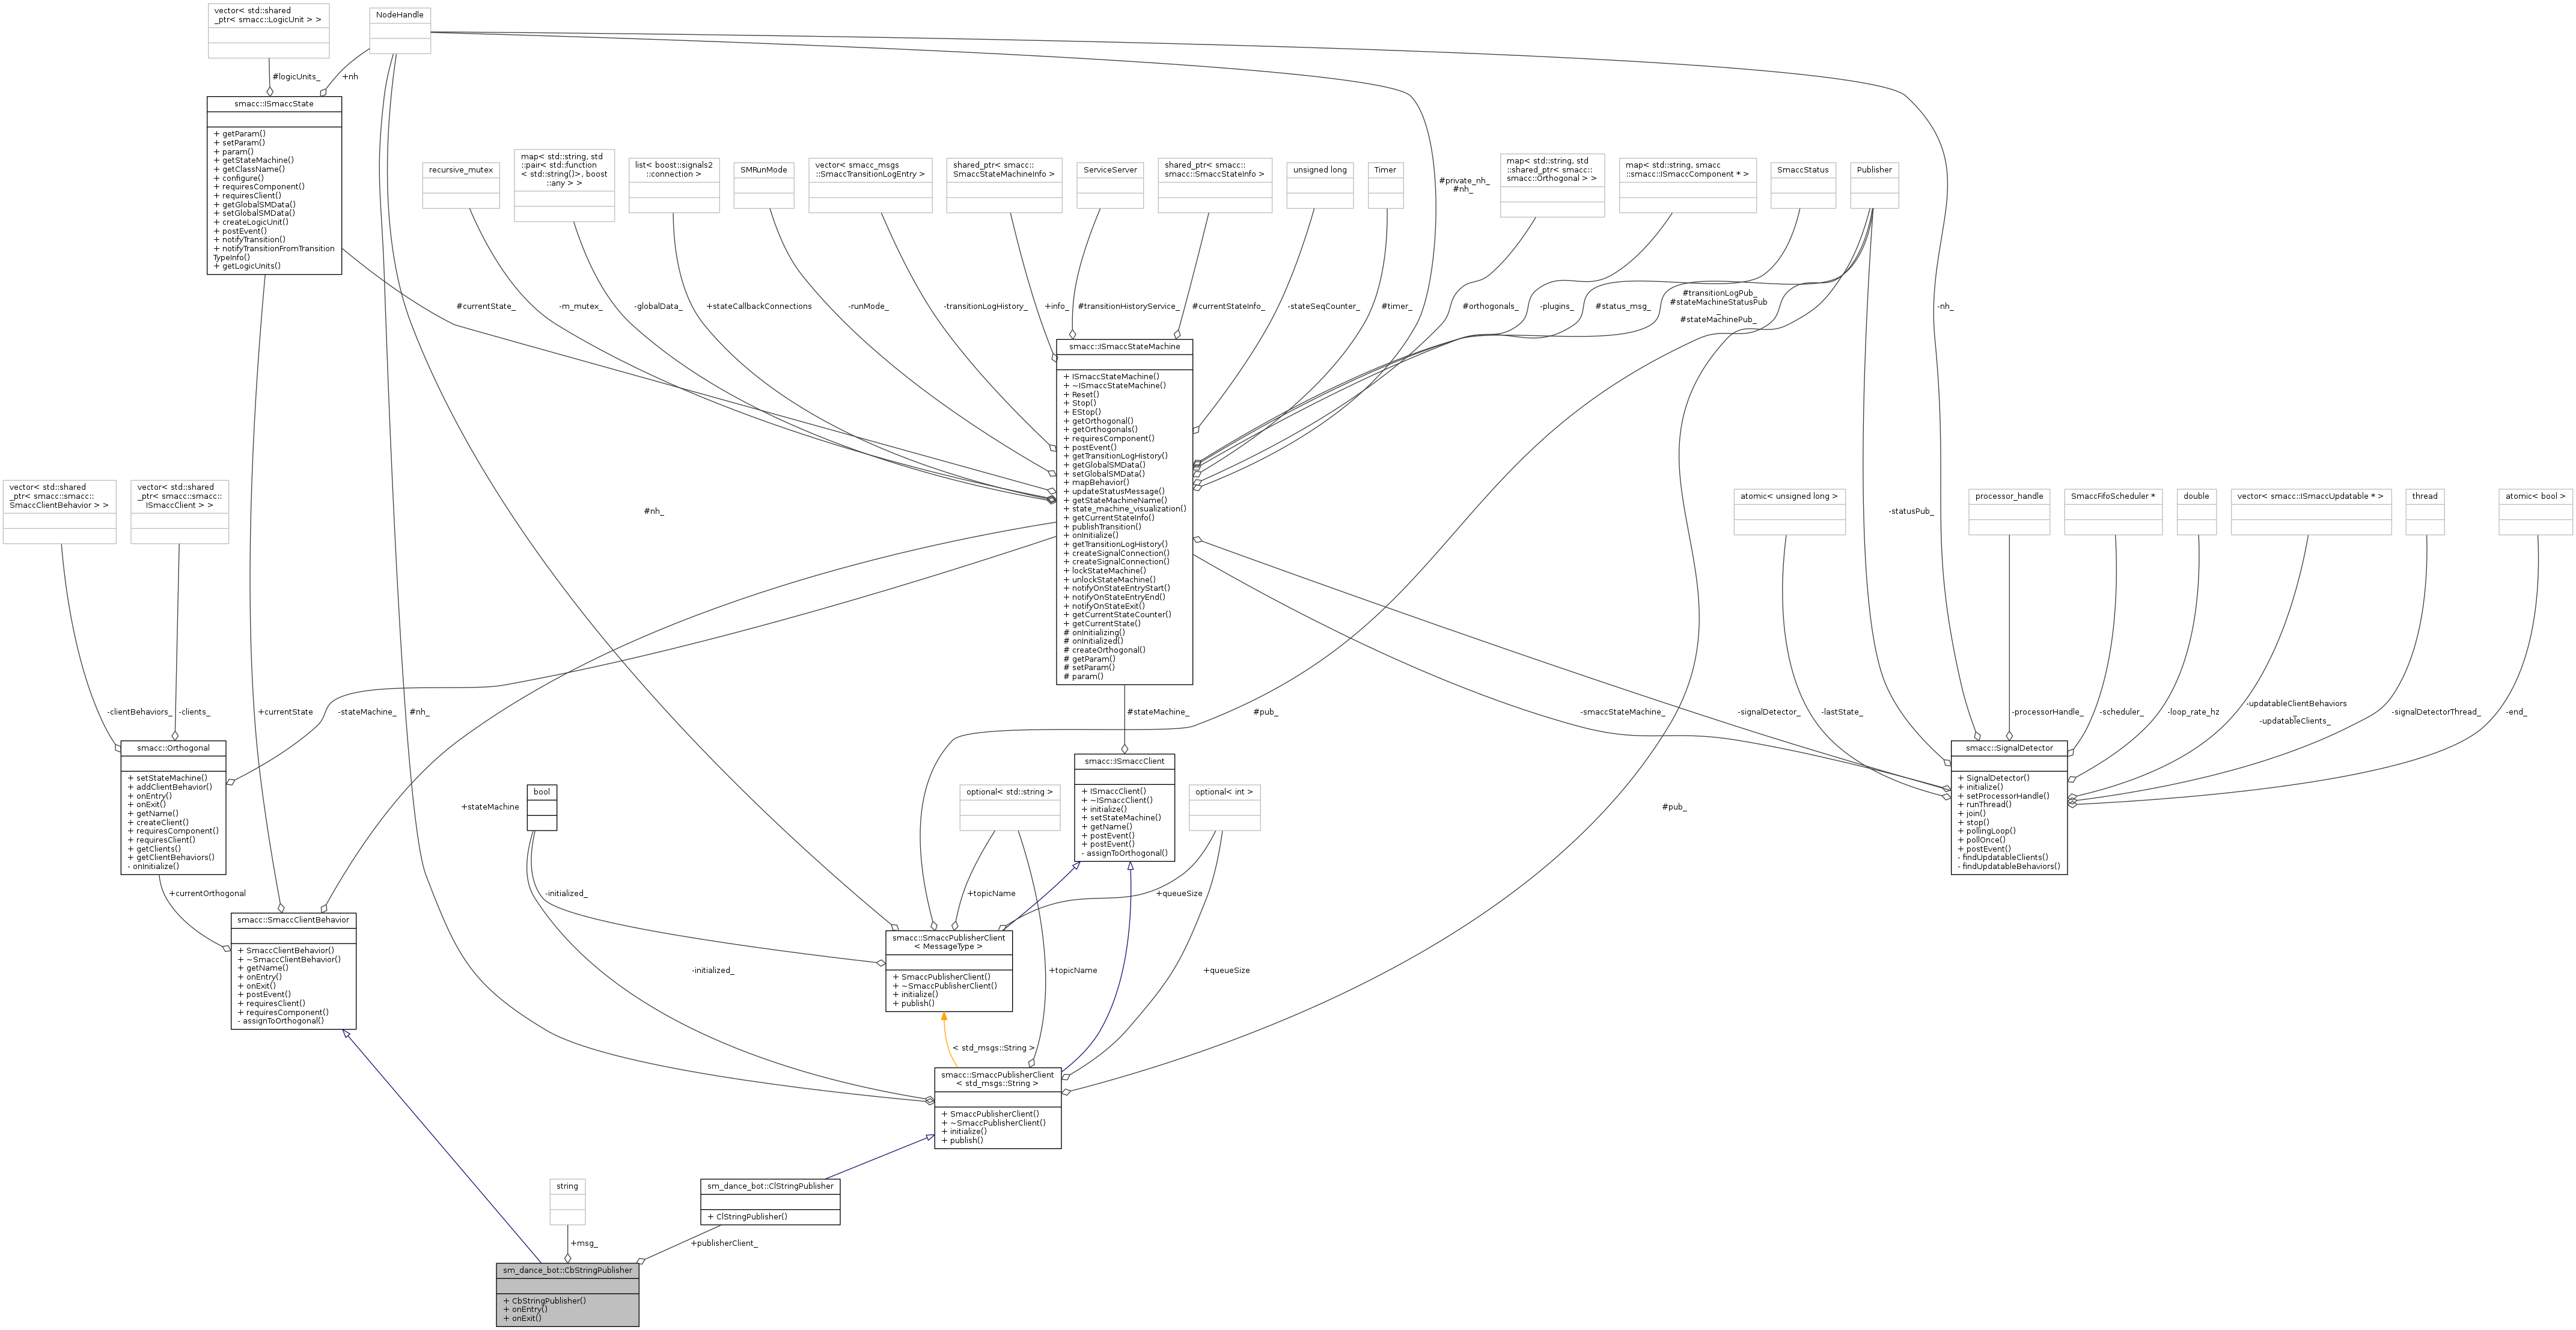 vector< std::shared
_ptr< smacc::LogicUnit > >
NodeHandle
#logicUnits_
+nh
smacc::ISmaccState
+ getParam()
+ setParam()
+ param()
+ getStateMachine()
+ getClassName()
+ configure()
+ requiresComponent()
+ requiresClient()
+ getGlobalSMData()
+ setGlobalSMData()
+ createLogicUnit()
+ postEvent()
+ notifyTransition()
+ notifyTransitionFromTransition
TypeInfo()
+ getLogicUnits()
recursive_mutex
map< std::string, std
::pair< std::function
< std::string()>, boost
::any > >
list< boost::signals2
::connection >
SMRunMode
vector< smacc_msgs
::SmaccTransitionLogEntry >
shared_ptr< smacc::
SmaccStateMachineInfo >
ServiceServer
shared_ptr< smacc::
smacc::SmaccStateInfo >
unsigned long
Timer
#private_nh_
#nh_
map< std::string, std
::shared_ptr< smacc::
smacc::Orthogonal > >
map< std::string, smacc
::smacc::ISmaccComponent * >
SmaccStatus
Publisher
#currentState_
-m_mutex_
-globalData_
+stateCallbackConnections
-runMode_
-transitionLogHistory_
+info_
#transitionHistoryService_
#currentStateInfo_
-stateSeqCounter_
#timer_
#orthogonals_
-plugins_
#status_msg_
#transitionLogPub_
#stateMachineStatusPub
_
#stateMachinePub_
-nh_
smacc::ISmaccStateMachine
+ ISmaccStateMachine()
+ ~ISmaccStateMachine()
+ Reset()
+ Stop()
+ EStop()
+ getOrthogonal()
+ getOrthogonals()
+ requiresComponent()
+ postEvent()
+ getTransitionLogHistory()
+ getGlobalSMData()
+ setGlobalSMData()
+ mapBehavior()
+ updateStatusMessage()
+ getStateMachineName()
+ state_machine_visualization()
+ getCurrentStateInfo()
+ publishTransition()
+ onInitialize()
+ getTransitionLogHistory()
+ createSignalConnection()
+ createSignalConnection()
+ lockStateMachine()
+ unlockStateMachine()
+ notifyOnStateEntryStart()
+ notifyOnStateEntryEnd()
+ notifyOnStateExit()
+ getCurrentStateCounter()
+ getCurrentState()
# onInitializing()
# onInitialized()
# createOrthogonal()
# getParam()
# setParam()
# param()
vector< std::shared
_ptr< smacc::smacc::
SmaccClientBehavior > >
vector< std::shared
_ptr< smacc::smacc::
ISmaccClient > >
#nh_
atomic< unsigned long >
-statusPub_
processor_handle
SmaccFifoScheduler *
double
vector< smacc::ISmaccUpdatable * >
thread
atomic< bool >
-clientBehaviors_
-clients_
+currentState
-stateMachine_
#nh_
#stateMachine_
#pub_
-smaccStateMachine_
-signalDetector_
-lastState_
-processorHandle_
-scheduler_
-loop_rate_hz
-updatableClientBehaviors
_
-updatableClients_
-signalDetectorThread_
-end_
smacc::Orthogonal
+ setStateMachine()
+ addClientBehavior()
+ onEntry()
+ onExit()
+ getName()
+ createClient()
+ requiresComponent()
+ requiresClient()
+ getClients()
+ getClientBehaviors()
- onInitialize()
+stateMachine
bool
optional< std::string >
smacc::ISmaccClient
+ ISmaccClient()
+ ~ISmaccClient()
+ initialize()
+ setStateMachine()
+ getName()
+ postEvent()
+ postEvent()
- assignToOrthogonal()
optional< int >
#pub_
smacc::SignalDetector
+ SignalDetector()
+ initialize()
+ setProcessorHandle()
+ runThread()
+ join()
+ stop()
+ pollingLoop()
+ pollOnce()
+ postEvent()
- findUpdatableClients()
- findUpdatableBehaviors()
+currentOrthogonal
-initialized_
+topicName
+queueSize
smacc::SmaccClientBehavior
+ SmaccClientBehavior()
+ ~SmaccClientBehavior()
+ getName()
+ onEntry()
+ onExit()
+ postEvent()
+ requiresClient()
+ requiresComponent()
- assignToOrthogonal()
smacc::SmaccPublisherClient
< MessageType >
+ SmaccPublisherClient()
+ ~SmaccPublisherClient()
+ initialize()
+ publish()
-initialized_
+topicName
+queueSize
< std_msgs::String >
smacc::SmaccPublisherClient
< std_msgs::String >
+ SmaccPublisherClient()
+ ~SmaccPublisherClient()
+ initialize()
+ publish()
string
sm_dance_bot::ClStringPublisher
+ ClStringPublisher()
+msg_
+publisherClient_
sm_dance_bot::CbStringPublisher
+ CbStringPublisher()
+ onEntry()
+ onExit()